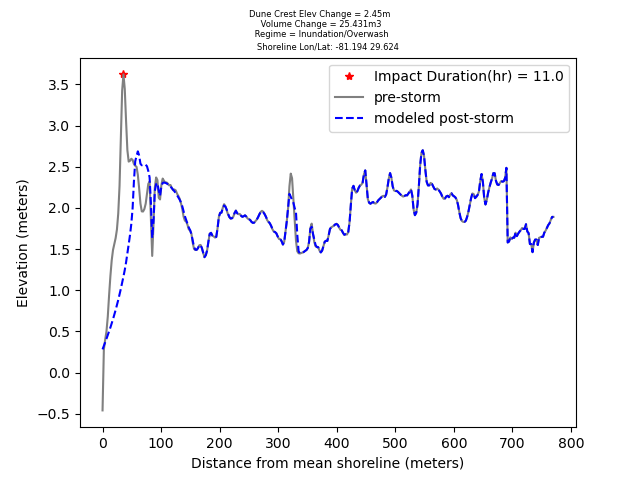 Dune Crest Elev Change = 2.45m
Volume Change = 25.431m3
Regime = Inundation/Overwash
Shoreline Lon/Lat: -81.194 29.624
Impact Duration(hr) = 11.0
pre-storm
modeled post-storm
Elevation (meters)
3.5
3.0
2.5
2.0
1.5
1.0
0.5
0.0
−0.5
0 100 200 300 400 500 600 700 800
Distance from mean shoreline (meters)